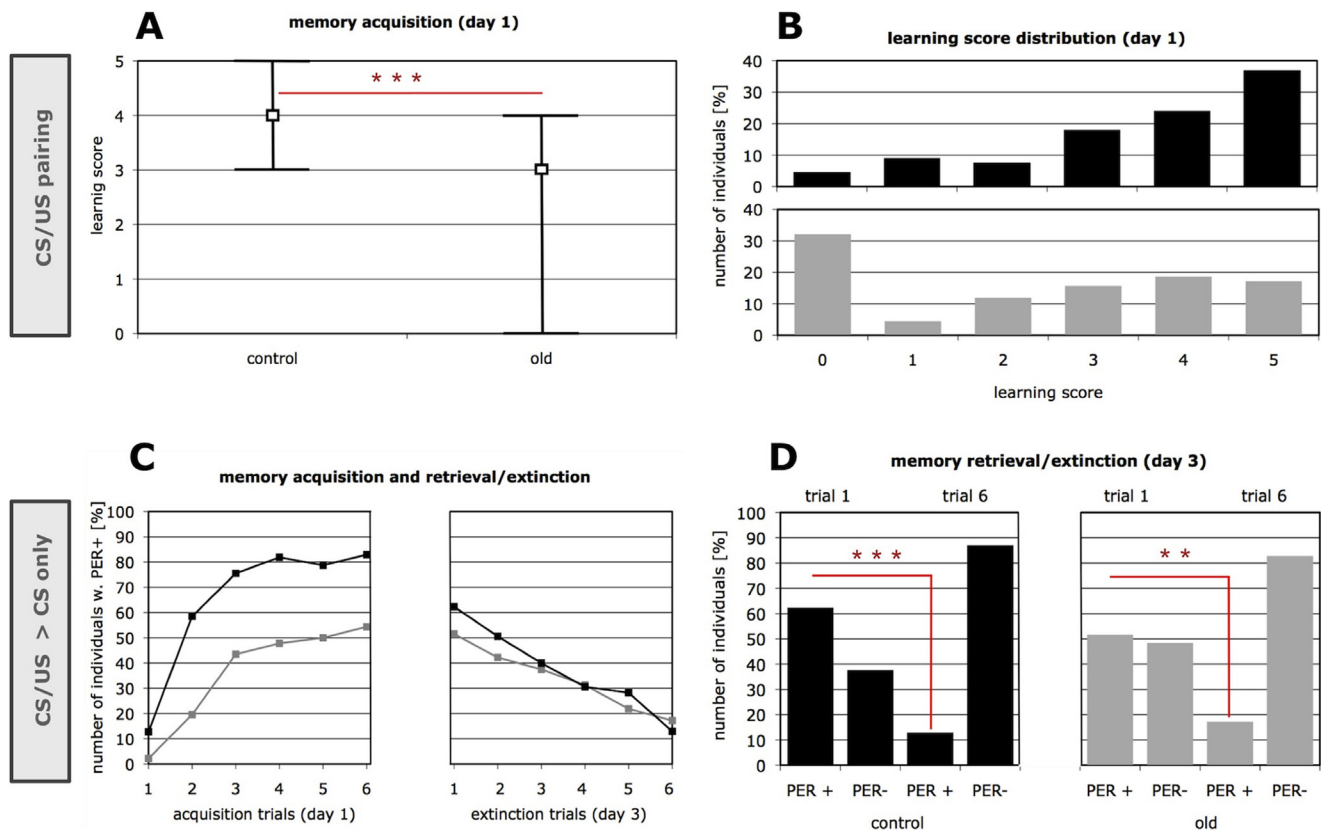 A
memory acquisition (day 1)
CS/US pairing
learnig score
5
4
3
2
1
0
* * *
control
old
B
learning score distribution (day 1)
number of individuals [%]
40
30
20
10
0
40
30
20
10
0
0
1
2
3
4
5
learning score
C
memory acquisition and retrieval/extinction
CS/US > CS only
number of individuals w. PER+ [%]
100
90
80
70
60
50
40
30
20
10
0
1
2
3
4
5
6
acquisition trials (day 1)
1
2
3
4
5
6
extinction trials (day 3)
D
memory retrieval/extinction (day 3)
trial 1
trial 6
trial 1
trial 6
number of individuals [%]
100
90
80
70
60
50
40
30
20
10
0
* * *
* *
PER +
PER-
PER +
PER-
PER +
PER-
PER +
PER-
control
old